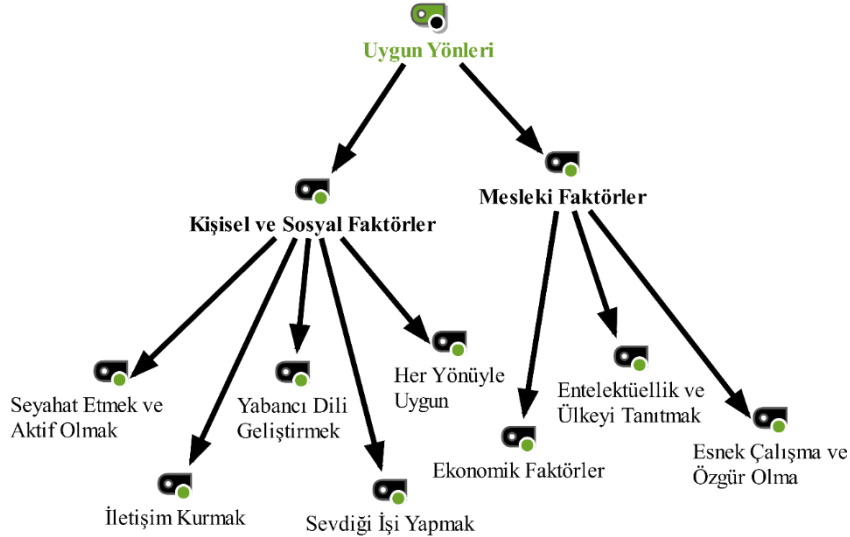 Uygun Yönleri
Mesleki Faktörler
Kişisel ve Sosyal Faktörler
Seyahat Etmek ve
Aktif Olmak
Yabancı Dili
Geliştirmek
Her Yönüyle
Uygun
Entelektüellik ve
Ülkeyi Tanıtmak
Ekonomik Faktörler
Esnek Çalışma ve
Özgür Olma
İletişim Kurmak
Sevdiği İşi Yapmak